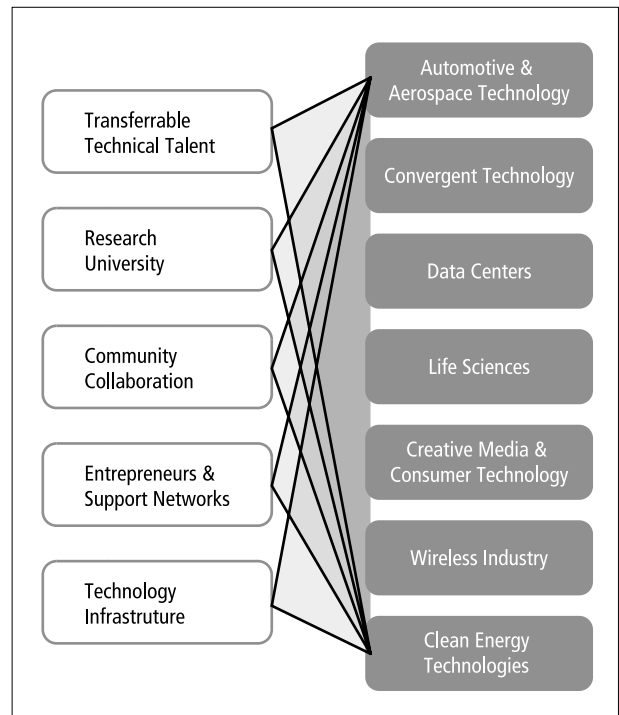 Transferrable
Technical Talent
Research
University
Community
Collaboration
Entrepreneurs &
Support Networks
Technology
Infrastruture
Automotive &
Aerospace Technology
Convergent Technology
Data Centers
Life Sciences
Creative Media &
Consumer Technology
Wireless Industry
Clean Energy
Technologies